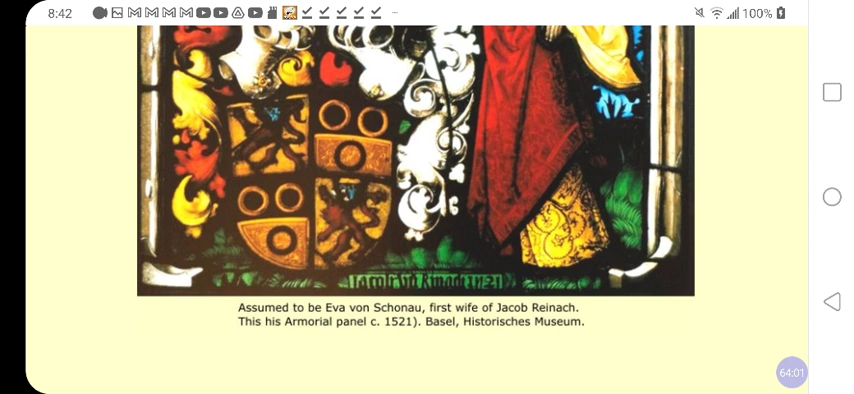 8:42
100%
Assumed to be Eva von Schonau, first wife of Jacob Reinach.
This his Armorial panel c. 1521). Basel, Historisches Museum.
64:01